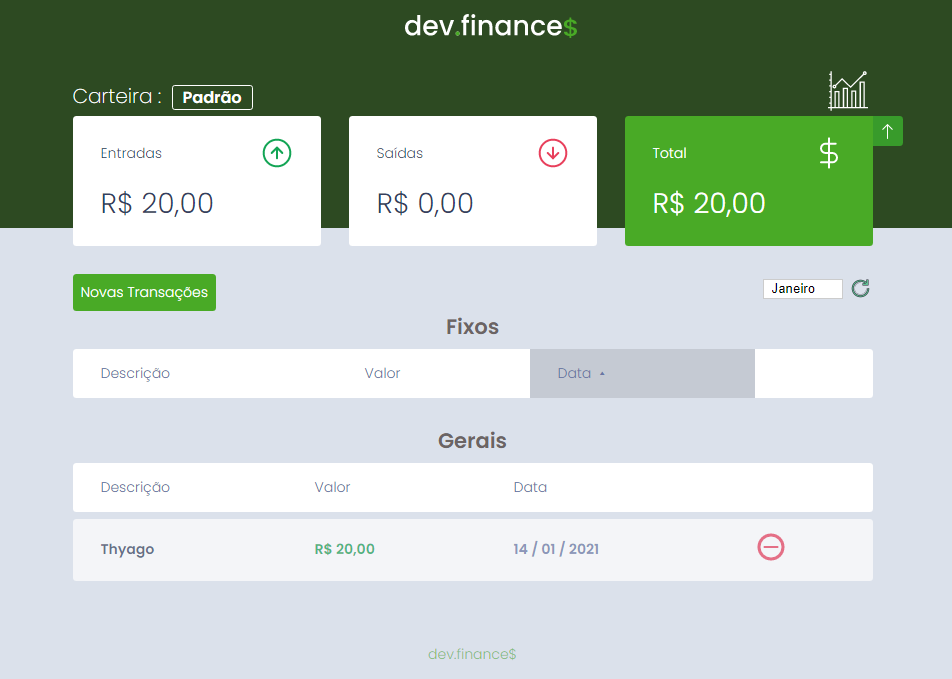 dev.finance$
Carteira : Padrão
Entradas
R$ 20,00
Saídas
R$ 0,00
Total
$
R$ 20,00
Novas Transações
Janeiro
Fixos
Descrição Valor Data
Gerais
Descrição Valor Data
Thyago R$ 20,00 14 / 01 / 2021
dev.finance$